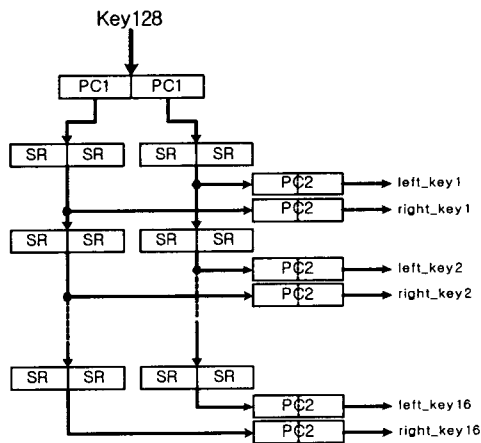 Key128
PC1 PC1
SR SR SR SR
PC2 left_key1
PC2 right_key1
SR SR SR SR
PC2 left_key2
PC2 right_key2
SR SR SR SR
PC2 left_key16
PC2 right_key16